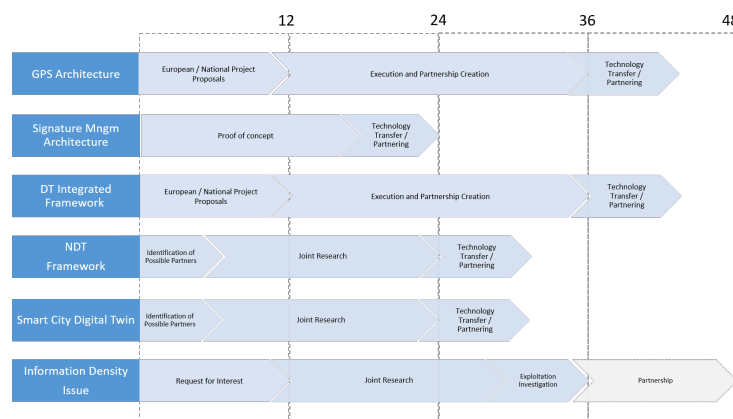 12 24 36 48
GPS Architecture
European / National Project
Proposals
Execution and Partnership Creation
Technology
Transfer /
Partnering
Signature Mngm
Architecture
Proof of concept
Technology
Transfer /
Partnering
DT Integrated
Framework
European / National Project
Proposals
Execution and Partnership Creation
Technology
Transfer /
Partnering
NDT
Framework
Identification of
Possible Partners
Joint Research
Technology
Transfer /
Partnering
Smart City Digital Twin
Identification of
Possible Partners
Joint Research
Technology
Transfer /
Partnering
Information Density
Issue
Request for Interest
Joint Research
Exploitation
Investigation
Partnership